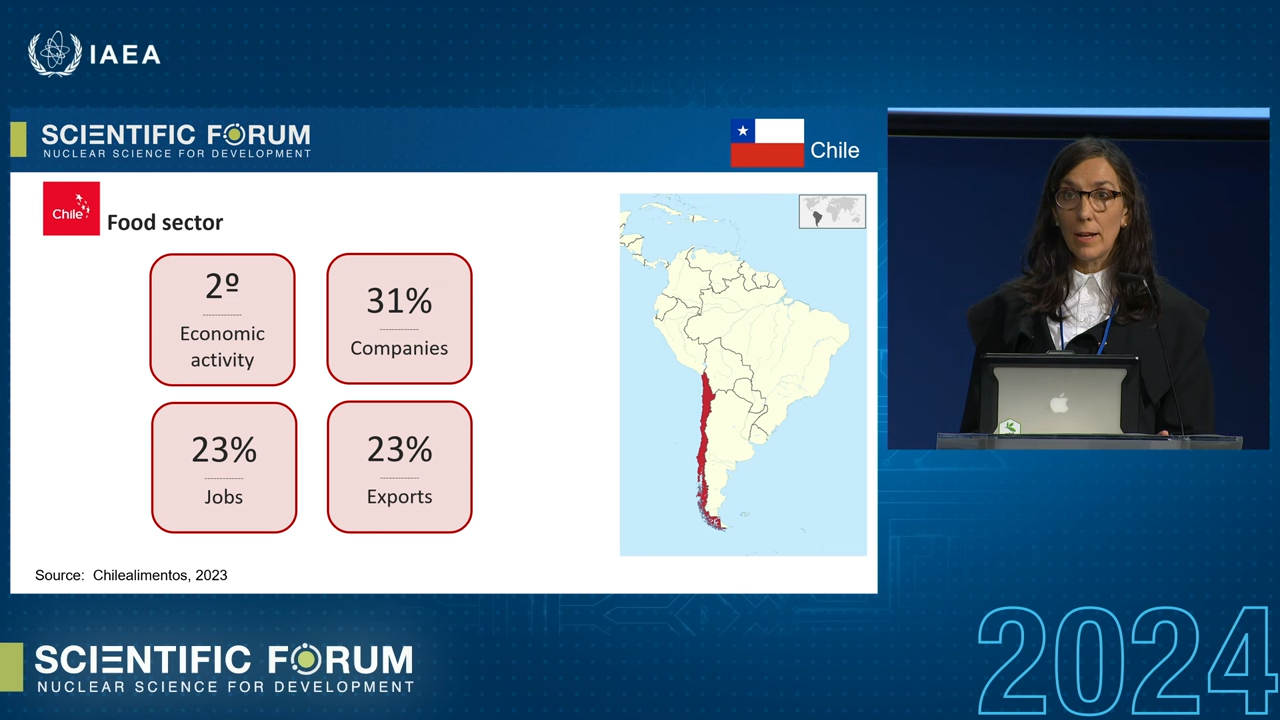 IAEA
SCIENTIFIC FORUM
NUCLEAR SCIENCE FOR DEVELOPMENT
Chile
Chile
Food sector
2º
Economic
activity
31%
Companies
23%
Jobs
23%
Exports
Source: Chilealimentos, 2023
SCIENTIFIC FORUM
NUCLEAR SCIENCE FOR DEVELOPMENT
2024